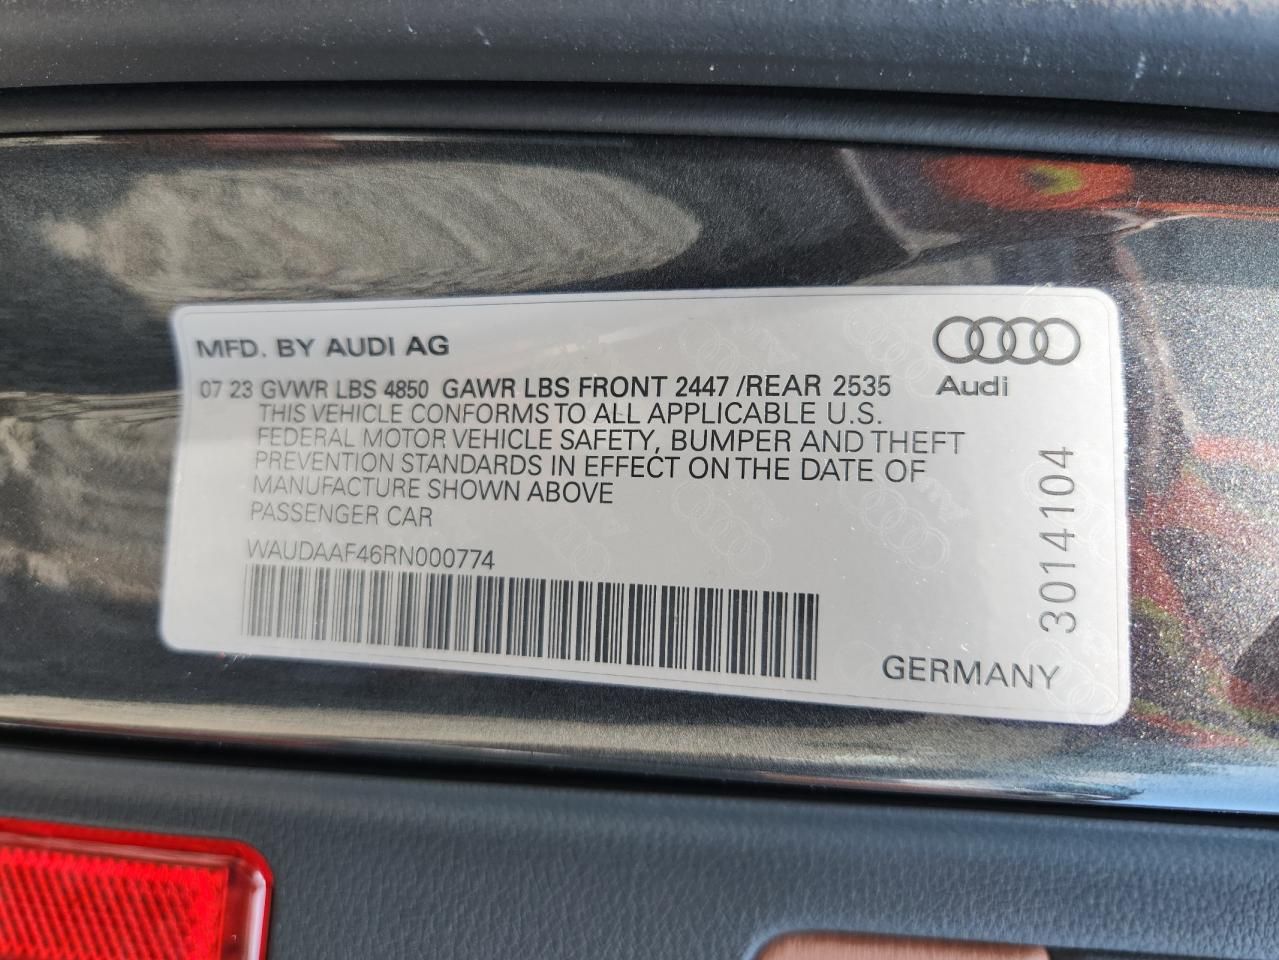 MFD. BY AUDI AG
Audi
07 23 GVWR LBS 4850 GAWR LBS FRONT 2447 /REAR 2535
THIS VEHICLE CONFORMS TO ALL APPLICABLE U.S.
FEDERAL MOTOR VEHICLE SAFETY, BUMPER AND THEFT
PREVENTION STANDARDS IN EFFECT ON THE DATE OF
MANUFACTURE SHOWN ABOVE
PASSENGER CAR
WAUDAAF46RN000774
GERMANY
3014104